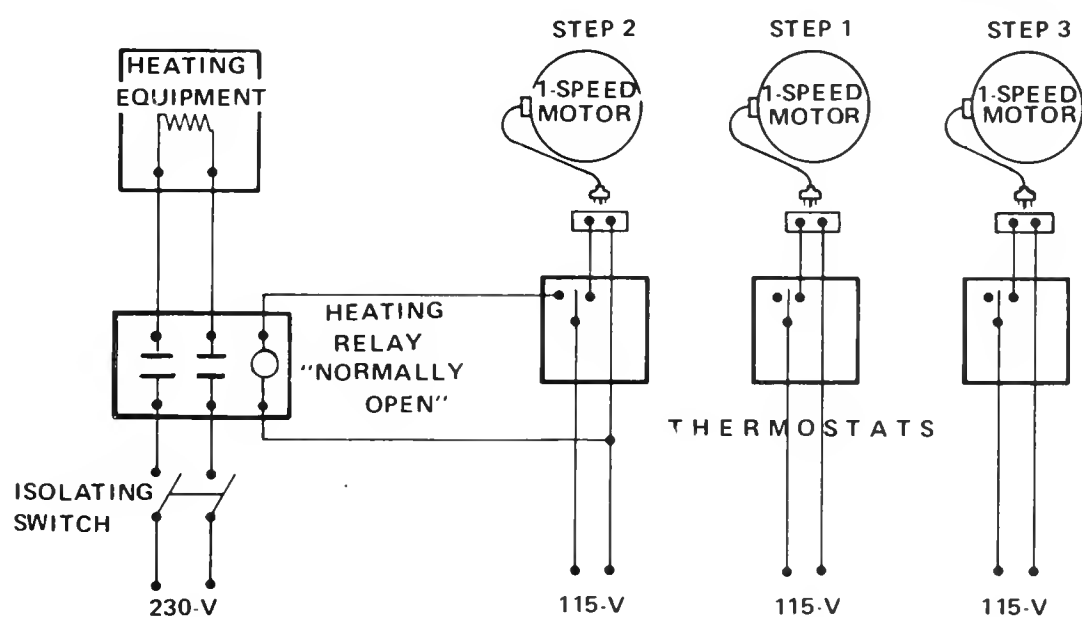 STEP 2
STEP 1
STEP 3
HEATING
EQUIPMENT
1-SPEED
MOTOR
1-SPEED
MOTOR
1-SPEED
MOTOR
HEATING
RELAY
"NORMALLY
OPEN"
THERMOSTATS
ISOLATING
SWITCH
230-V
115-V
115-V
115-V